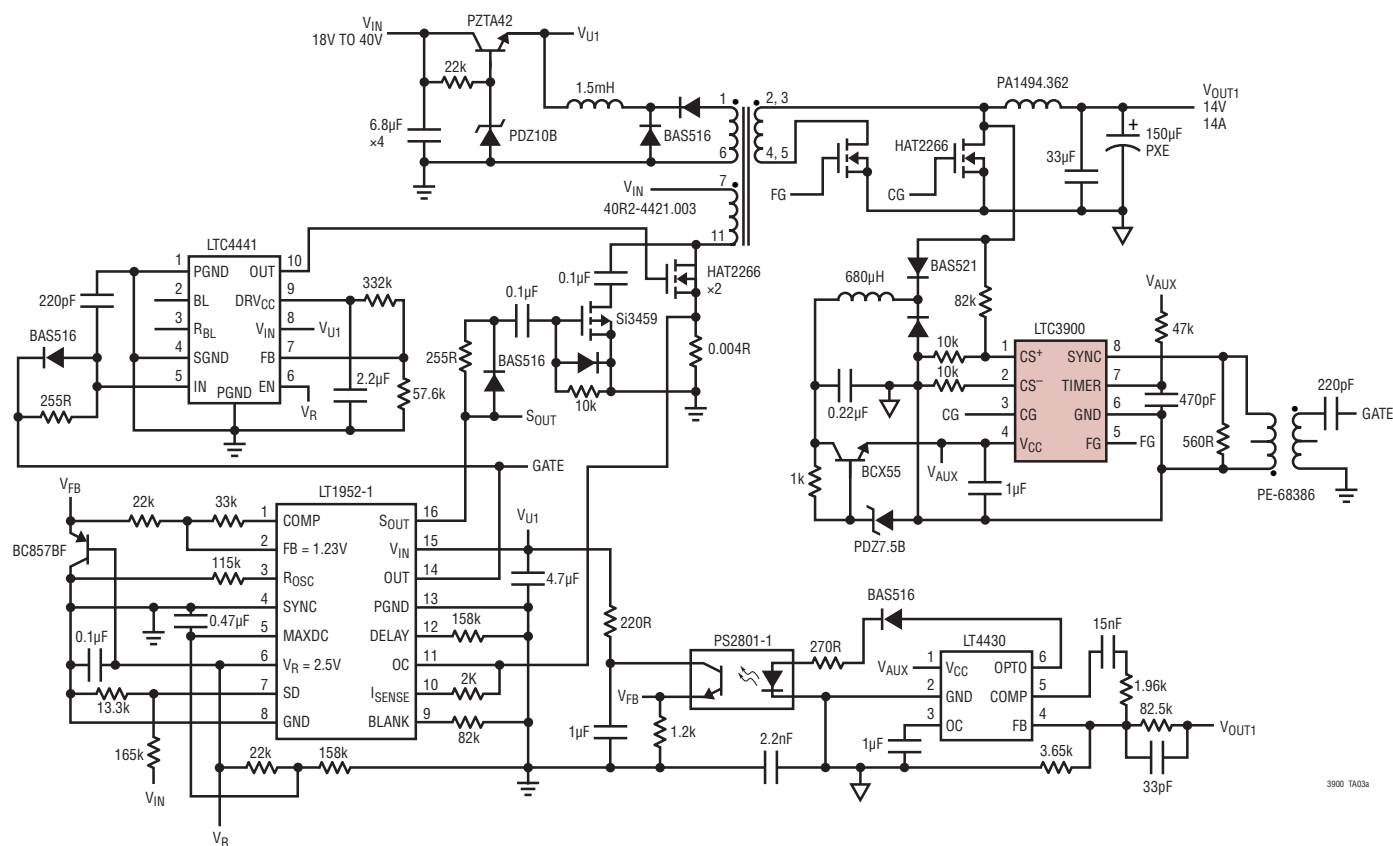 VIN
18V TO 40V
PZTA42
VU1
22k
6.8µF
×4
PDZ10B
1.5mH
BAS516
1
6
2, 3
4, 5
7
11
VIN
40R2-4421.003
PA1494.362
VOUT1
14V
14A
HAT2266
FG
CG
33µF
+
150µF
PXE
LTC4441
1
PGND
2
BL
3
RBL
4
SGND
5
IN
PGND
OUT
10
DRVCC
9
VIN
8
FB
7
EN
6
VU1
VR
220pF
BAS516
255R
332k
2.2µF
57.6k
255R
0.1µF
BAS516
0.1µF
Si3459
10k
HAT2266
×2
0.004R
SOUT
GATE
680µH
BAS521
82k
10k
10k
0.22µF
CG
BCX55
VAUX
1k
1µF
PDZ7.5B
LTC3900
1
CS+
2
CS–
3
CG
4
VCC
SYNC
8
TIMER
7
GND
6
FG
5
FG
VAUX
47k
470pF
560R
220pF
GATE
PE-68386
VFB
22k
33k
BC857BF
115k
0.47µF
0.1µF
13.3k
165k
VIN
22k
158k
VR
LT1952-1
1
COMP
2
FB = 1.23V
3
ROSC
4
SYNC
5
MAXDC
6
VR = 2.5V
7
SD
8
GND
SOUT
16
VIN
15
OUT
14
PGND
13
DELAY
12
OC
11
ISENSE
10
BLANK
9
VU1
4.7µF
158k
2K
82k
220R
1µF
VFB
1.2k
PS2801-1
270R
BAS516
2.2nF
VAUX
LT4430
1
VCC
2
GND
3
OC
OPTO
6
COMP
5
FB
4
1µF
15nF
1.96k
82.5k
VOUT1
3.65k
33pF
3900 TA03a